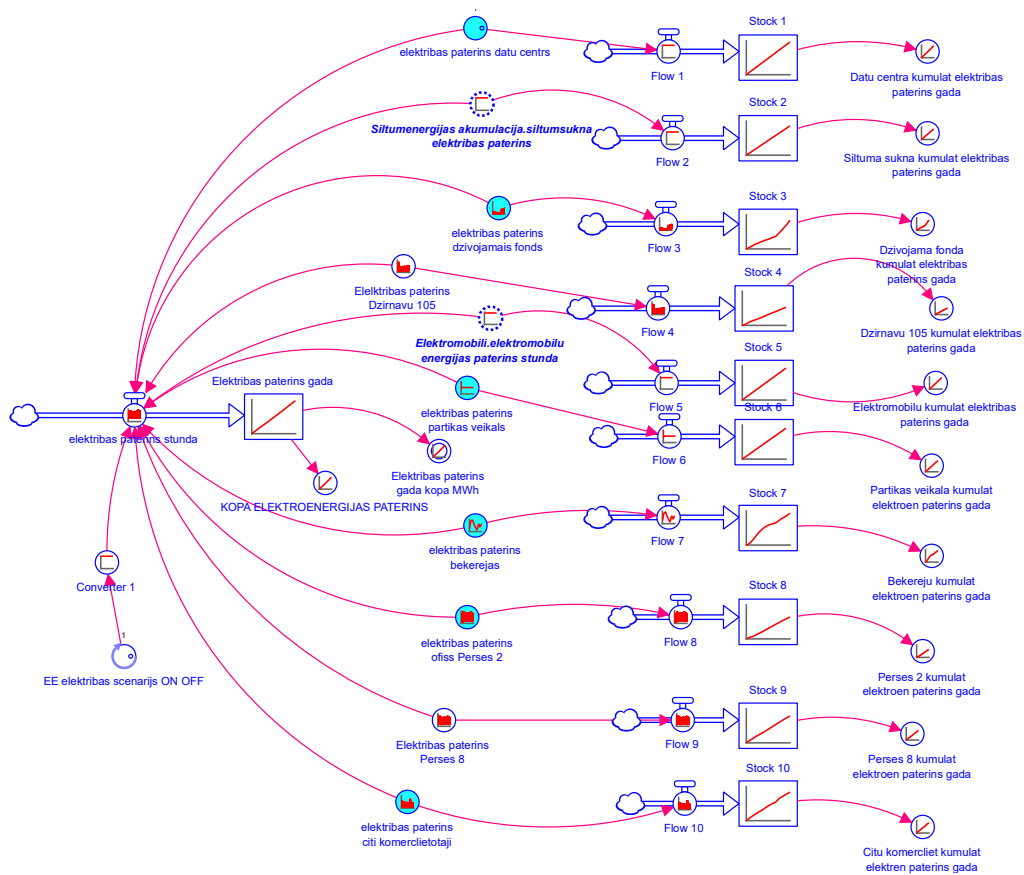 Stock 1
elektribas paterins datu centrs
Flow 1
Datu centra kumulat elektribas
paterins gada
Stock 2
Siltumenergijas akumulacija.siltumsukna
elektribas paterins
Flow 2
Siltuma sukna kumulat elektribas
paterins gada
Stock 3
elektribas paterins
dzivojamais fonds
Flow 3
Dzivojama fonda
kumulat elektribas
paterins gada
Stock 4
Elelktribas paterins
Dzirnavu 105
Flow 4
Dzirnavu 105 kumulat elektribas
paterins gada
Elektromobili.elektromobilu
energijas paterins stunda
Stock 5
Flow 5
Elektromobilu kumulat elektribas
paterins gada
Elektribas paterins gada
elektribas paterins
partikas veikals
Stock 6
Flow 6
elektribas paterins stunda
Elektribas paterins
gada kopa MWh
Partikas veikala kumulat
elektroen paterins gada
KOPA ELEKTROENERGIJAS PATERINS
Stock 7
elektribas paterins
bekerejas
Flow 7
Bekereju kumulat
elektroen paterins gada
Converter 1
1
EE elektribas scenarijs ON OFF
Stock 8
elektribas paterins
ofiss Perses 2
Flow 8
Perses 2 kumulat
elektroen paterins gada
Stock 9
Elektribas paterins
Perses 8
Flow 9
Perses 8 kumulat
elektroen paterins gada
Stock 10
elektribas paterins
citi komerclietotaji
Flow 10
Citu komercliet kumulat
elektren paterins gada